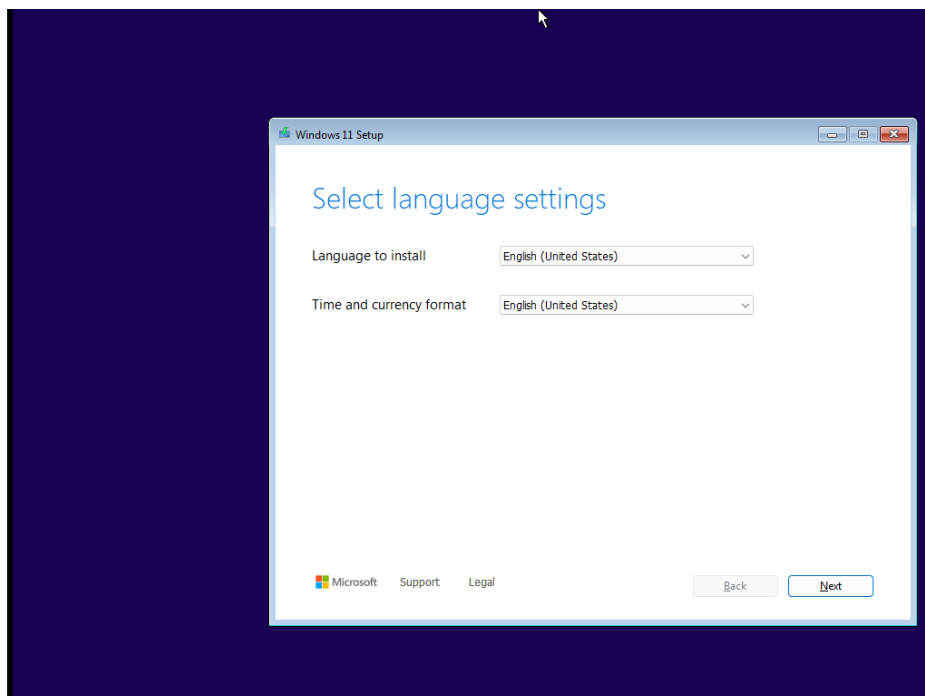 Windows 11 Setup
Select language settings
Language to install English (United States)
Time and currency format English (United States)
Microsoft Support Legal Back Next